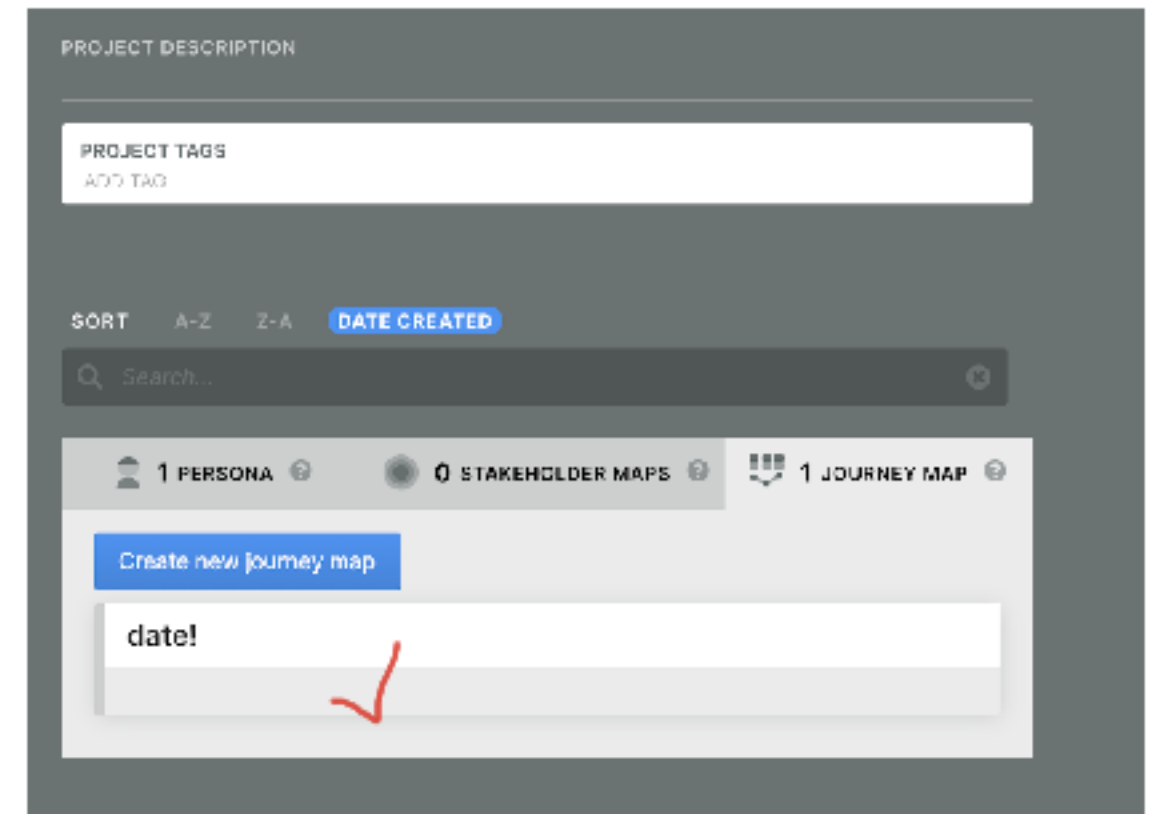 PROJECT DESCRIPTION
PROJECT TAGS
ADD TAG
SORT A-Z Z-A DATE CREATED
Search...
1 PERSONA ? 0 STAKEHOLDER MAPS ? 1 JOURNEY MAP ?
Create new journey map
date!